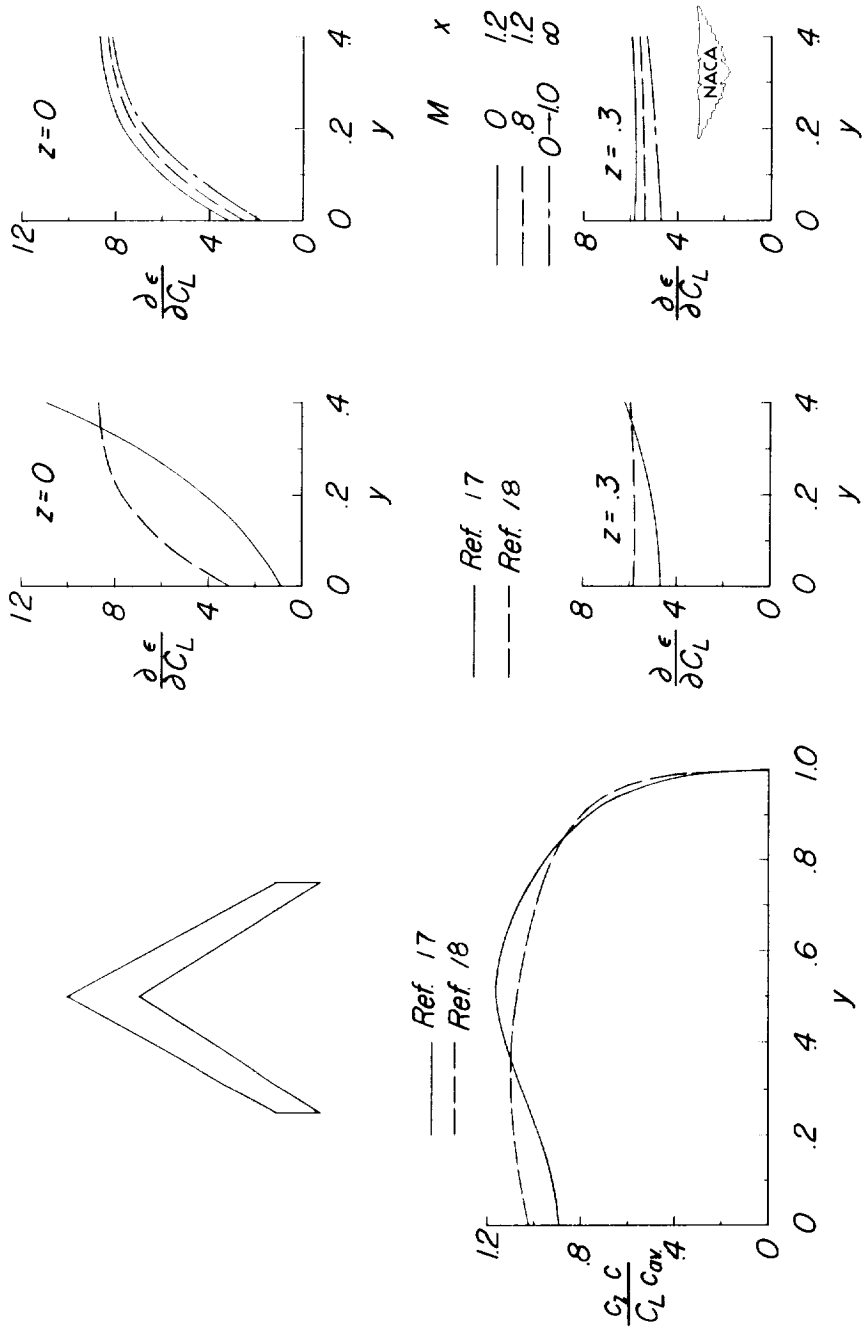 Ref. 17
Ref. 18
c_l c
C_L c_av.
1.2
.8
.4
0
0
.2
.4
.6
.8
1.0
y
z=0
∂ε
∂C_L
12
8
4
0
0
.2
.4
y
Ref. 17
Ref. 18
z=.3
∂ε
∂C_L
8
4
0
0
.2
.4
y
z=0
∂ε
∂C_L
12
8
4
0
0
.2
.4
y
M x
0 1.2
.8 1.2
0→1.0 ∞
z=.3
∂ε
∂C_L
8
4
0
0
.2
.4
y
NACA